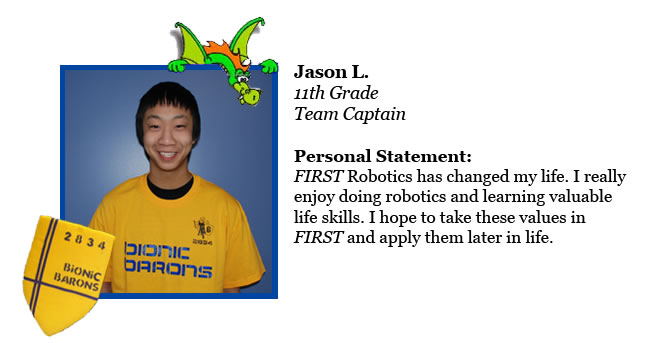 Jason L.
11th Grade
Team Captain
Personal Statement:
FIRST Robotics has changed my life. I really
enjoy doing robotics and learning valuable
life skills. I hope to take these values in
FIRST and apply them later in life.
2834
BIONIC
BARONS
2834
BiONiC
BARONS